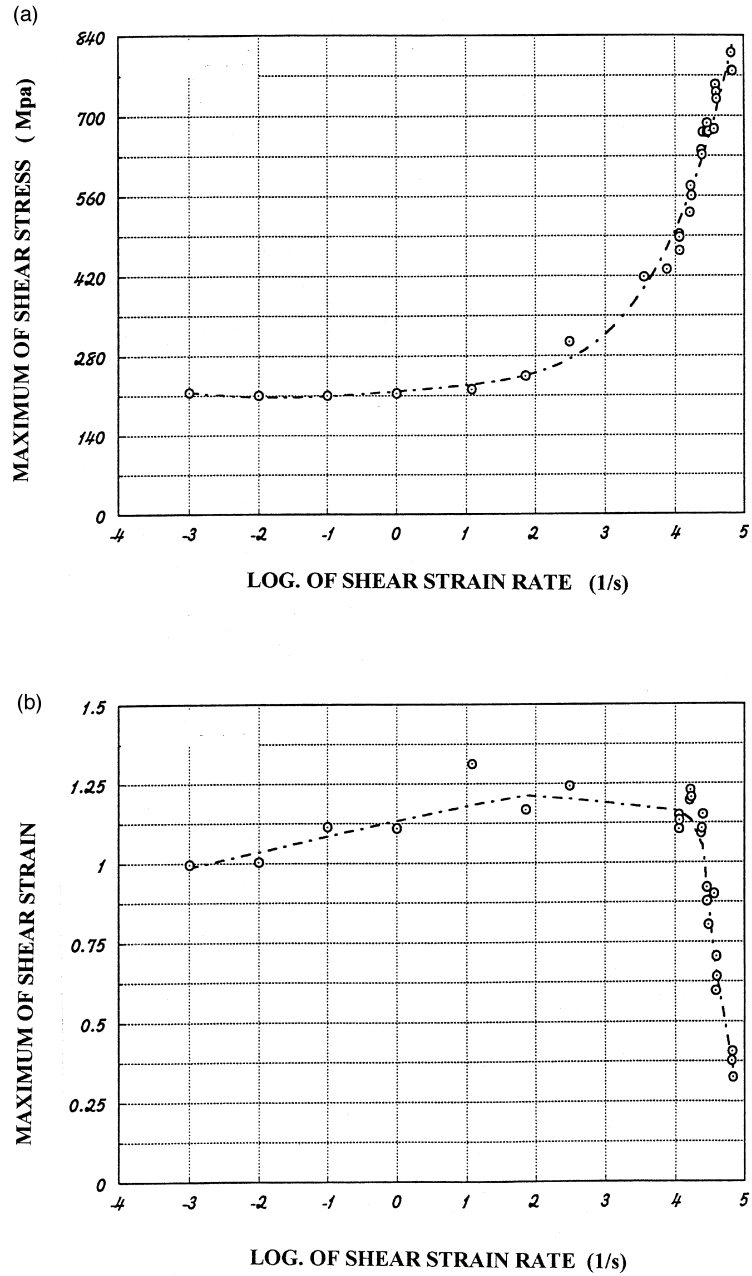 (a)
MAXIMUM OF SHEAR STRESS ( Mpa)
840
700
560
420
280
140
0
-4 -3 -2 -1 0 1 2 3 4 5
LOG. OF SHEAR STRAIN RATE (1/s)
(b)
MAXIMUM OF SHEAR STRAIN
1.5
1.25
1
0.75
0.5
0.25
0
-4 -3 -2 -1 0 1 2 3 4 5
LOG. OF SHEAR STRAIN RATE (1/s)